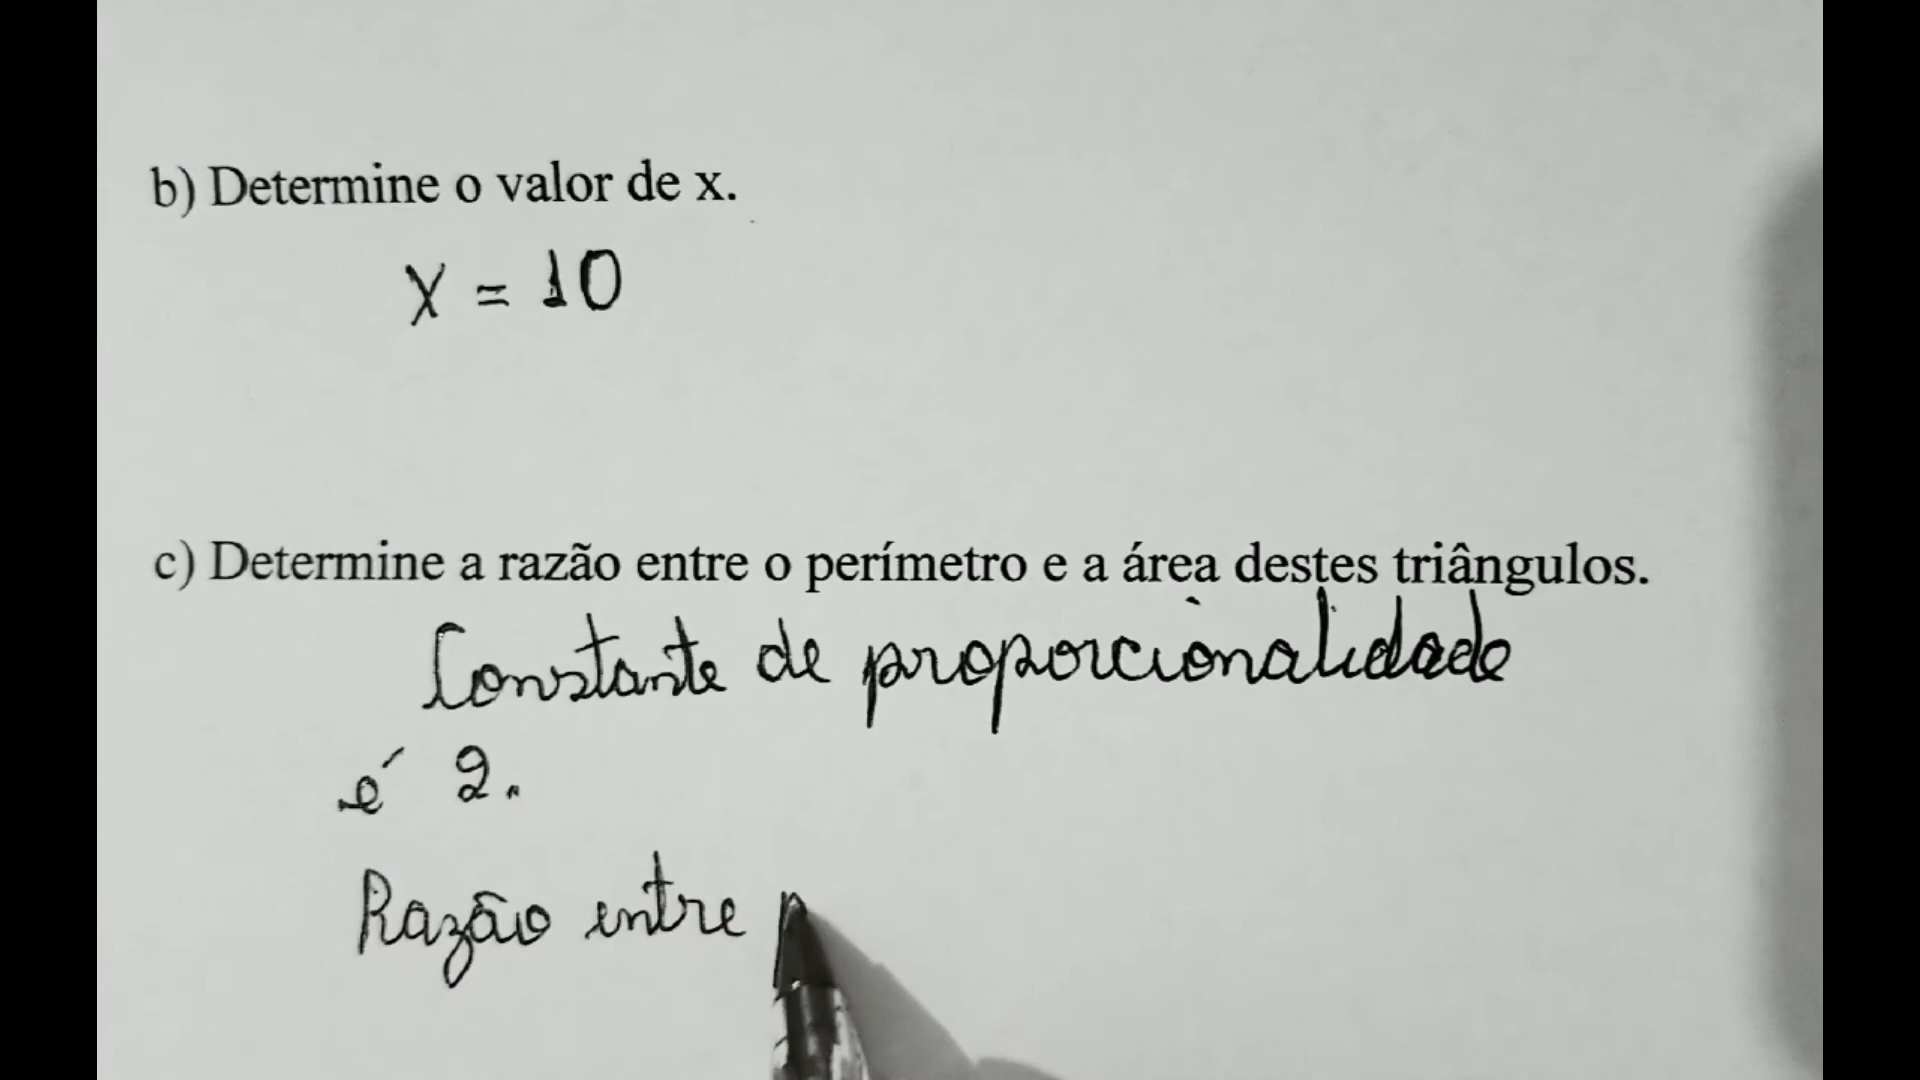 b) Determine o valor de x.
x = 10
c) Determine a razão entre o perímetro e a área destes triângulos.
Constante de proporcionalidade
é 2.
Razão entre